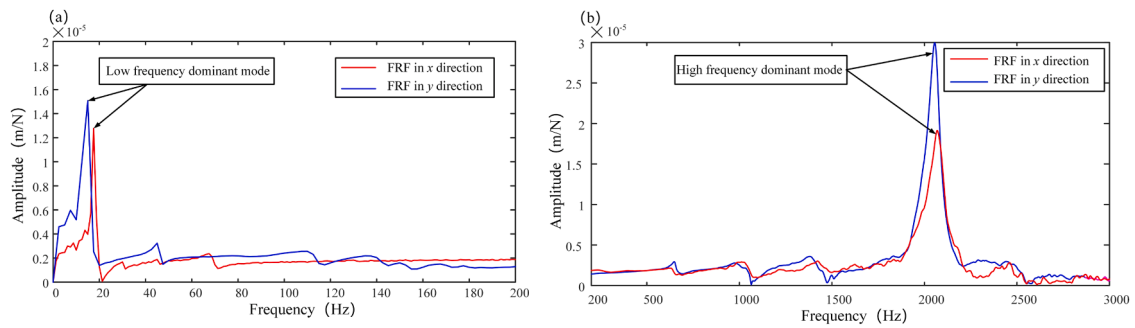 (a)
×10⁻⁵
2
1.8
1.6
1.4
1.2
1
0.8
0.6
0.4
0.2
0
0 20 40 60 80 100 120 140 160 180 200
Frequency (Hz)
Amplitude (m/N)
Low frequency dominant mode
FRF in x direction
FRF in y direction
(b)
×10⁻⁵
3
2.5
2
1.5
1
0.5
0
200 500 1000 1500 2000 2500 3000
Frequency (Hz)
Amplitude (m/N)
High frequency dominant mode
FRF in x direction
FRF in y direction